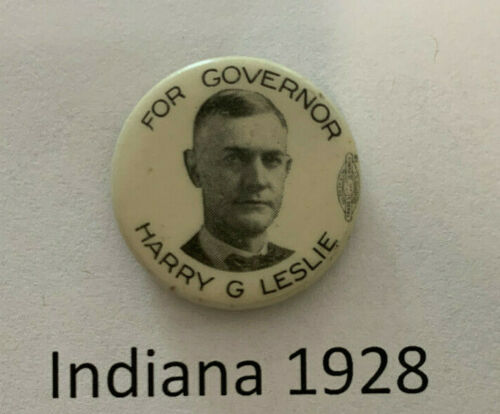 FOR GOVERNOR
HARRY G LESLIE
Indiana 1928